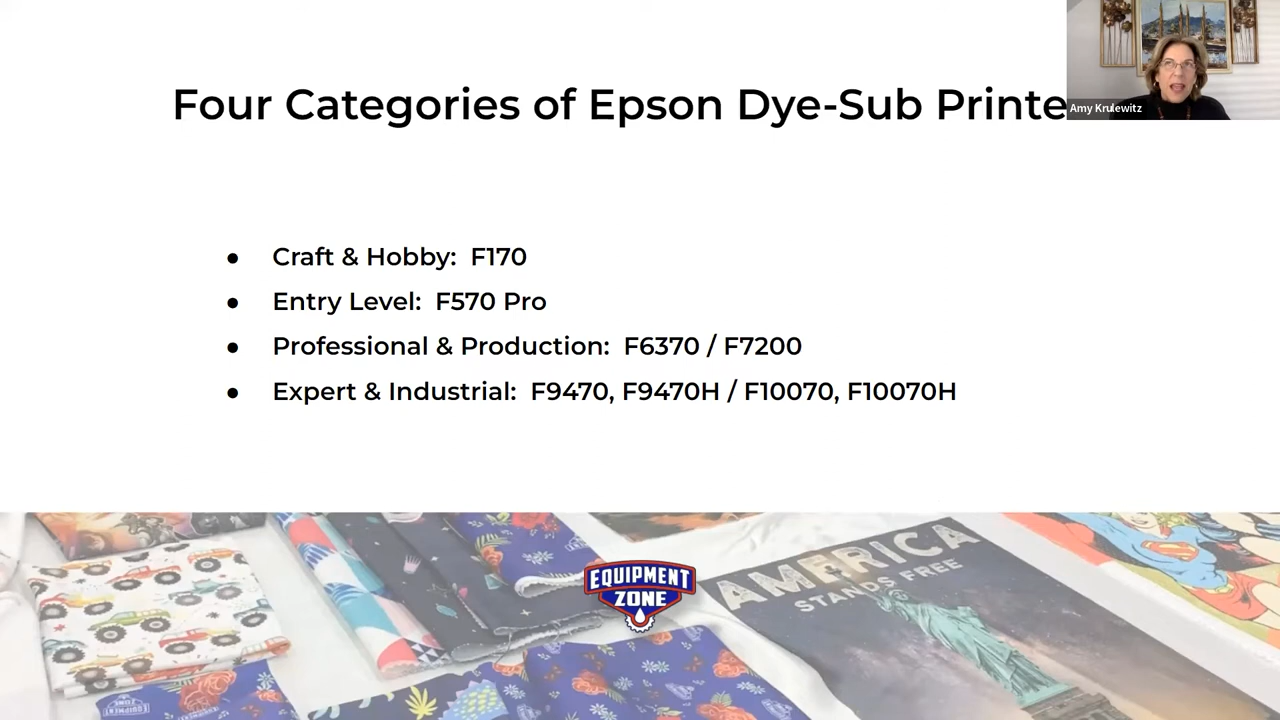 Four Categories of Epson Dye-Sub Printe
Amy Krulewitz
● Craft & Hobby: F170
● Entry Level: F570 Pro
● Professional & Production: F6370 / F7200
● Expert & Industrial: F9470, F9470H / F10070, F10070H
EQUIPMENT
ZONE
AMERICA
STANDS FREE